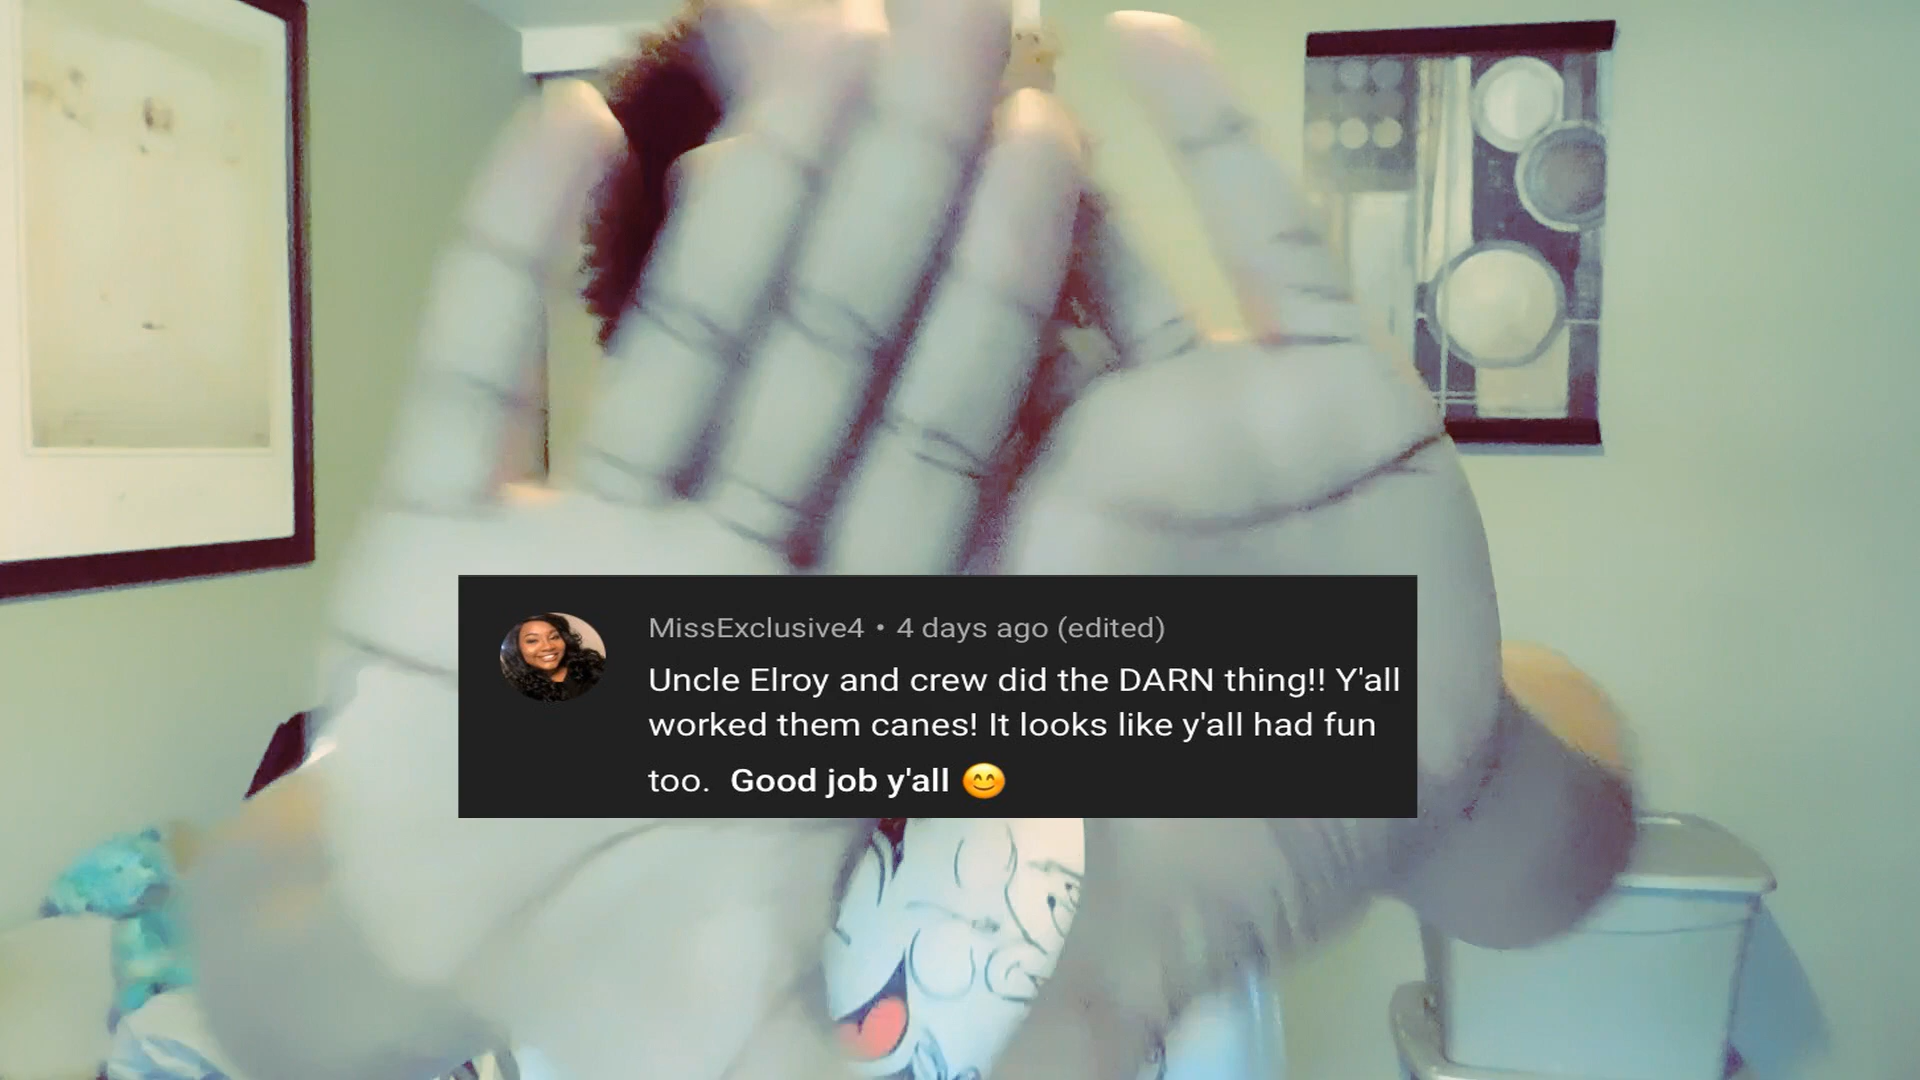 MissExclusive4 • 4 days ago (edited)
Uncle Elroy and crew did the DARN thing!! Y'all
worked them canes! It looks like y'all had fun
too. Good job y'all 😊